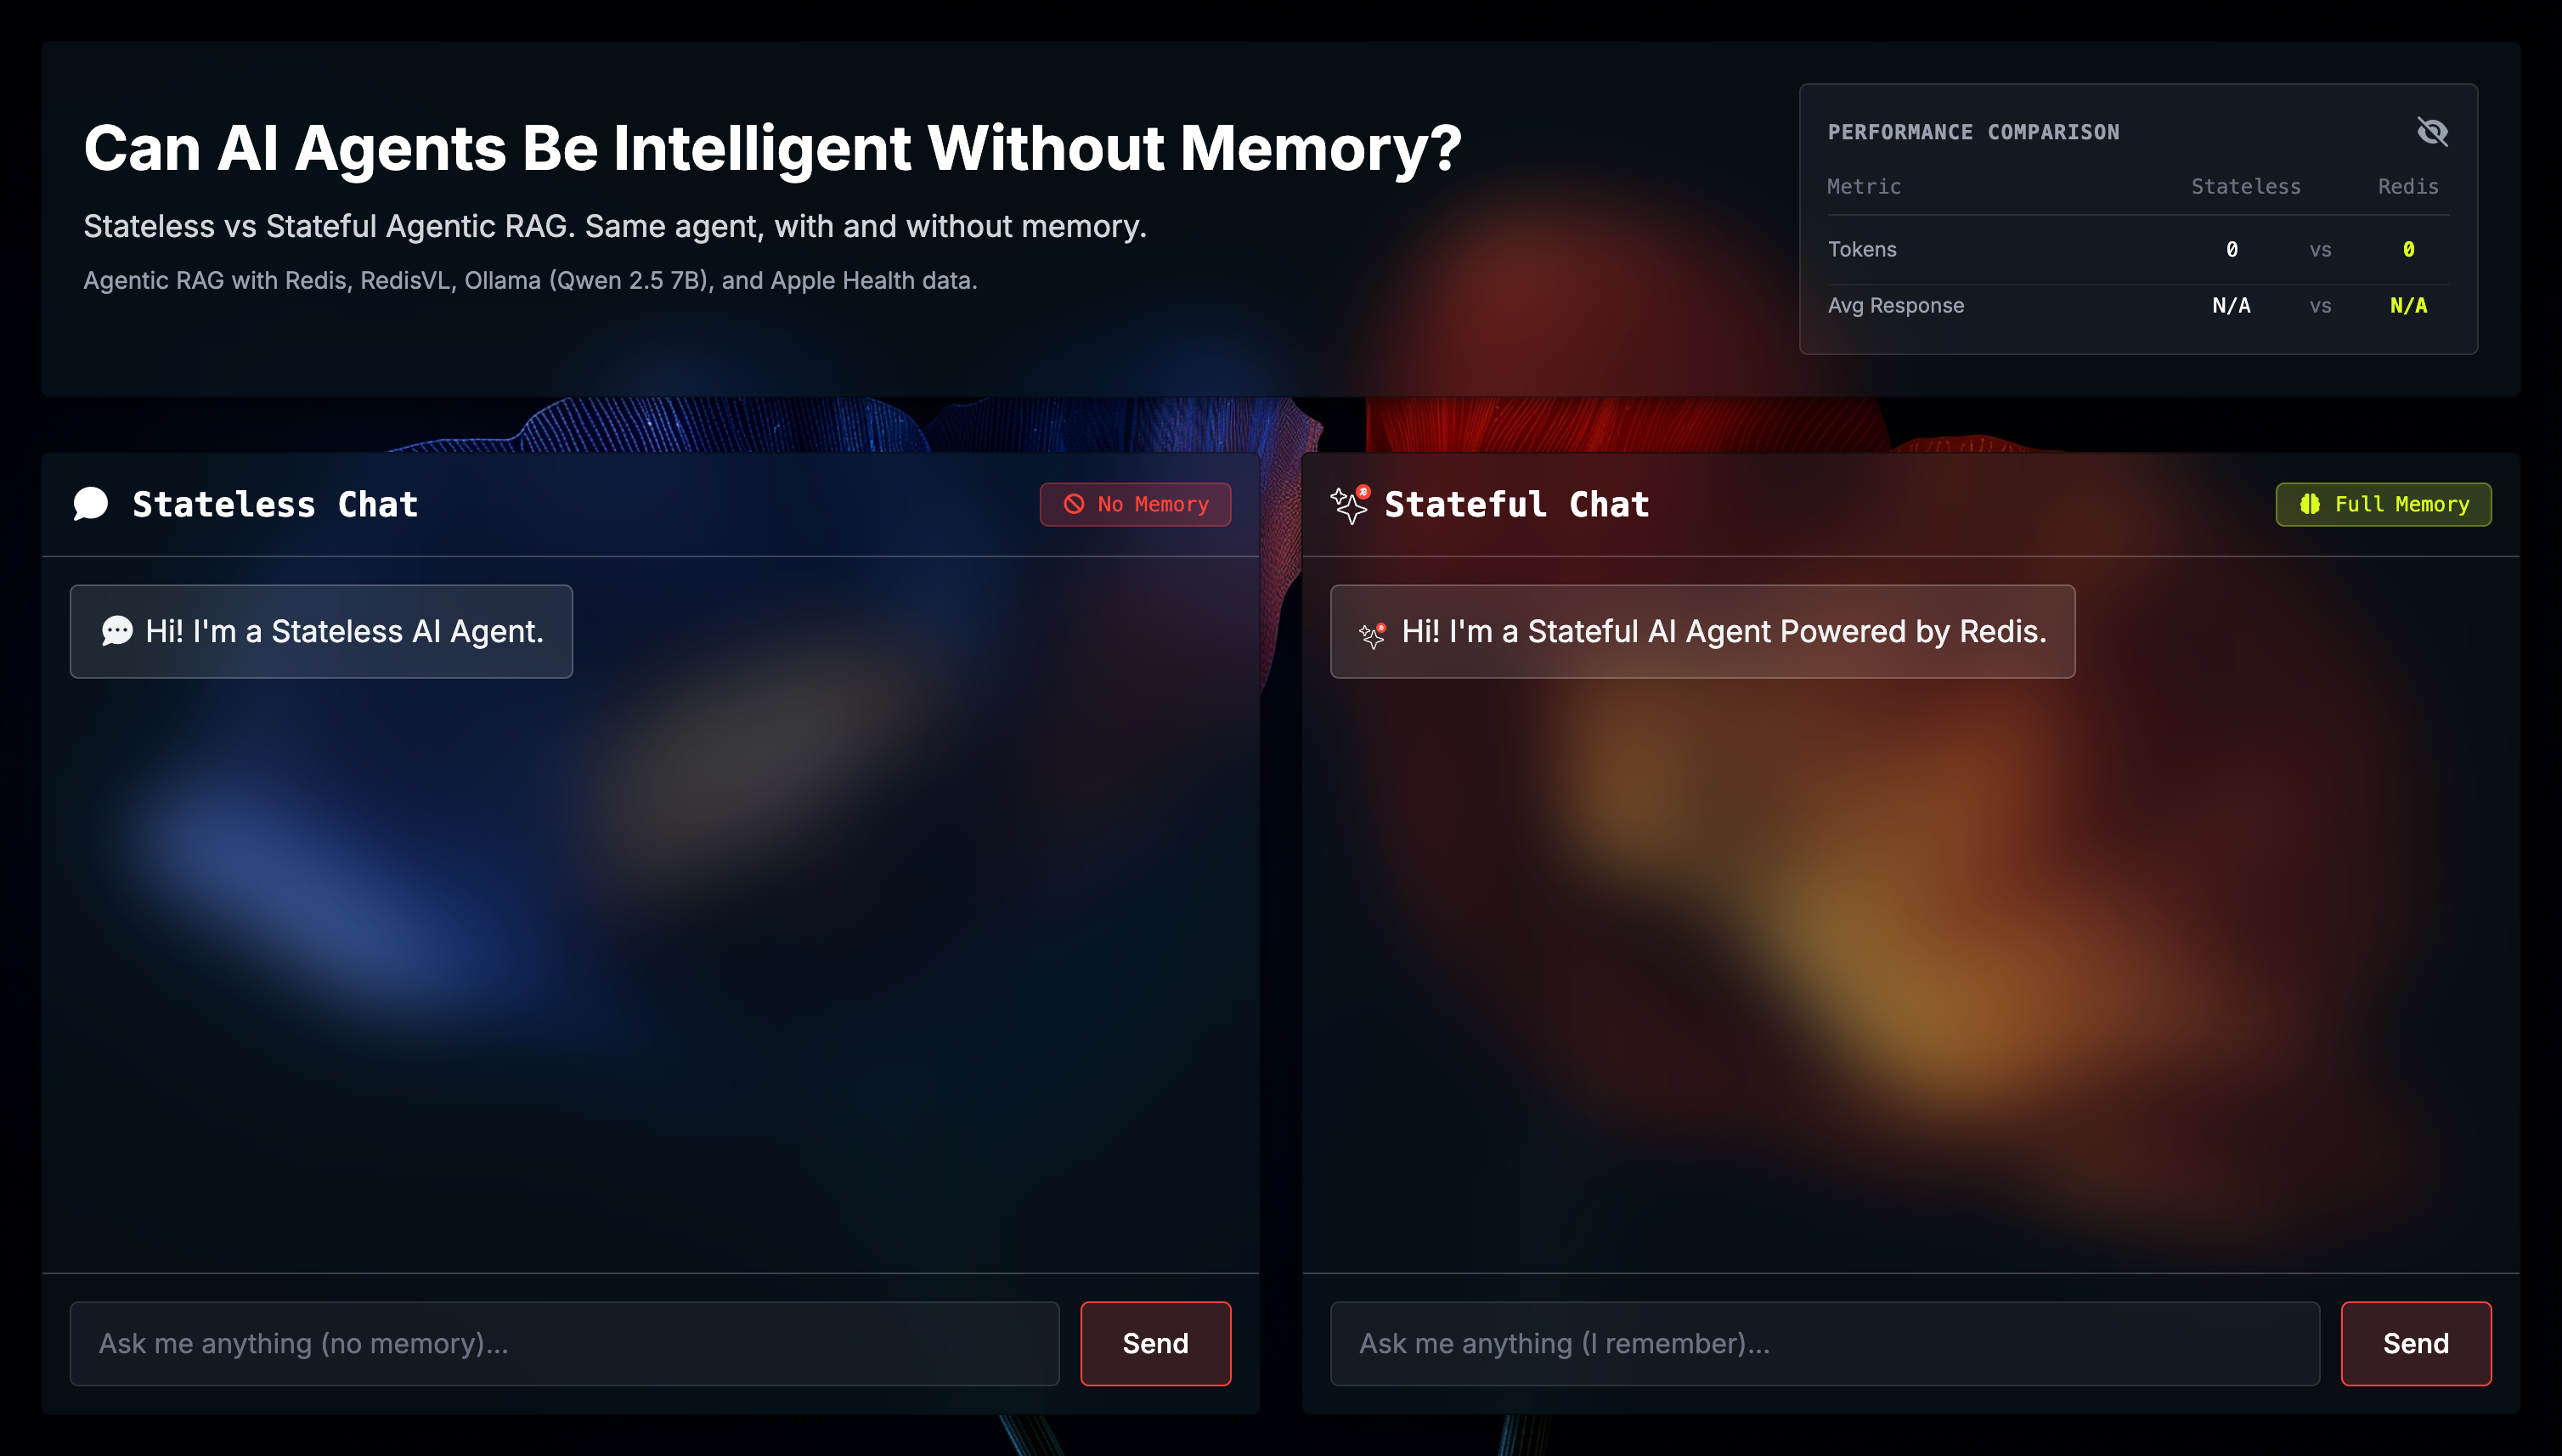 Can AI Agents Be Intelligent Without Memory?
Stateless vs Stateful Agentic RAG. Same agent, with and without memory.
Agentic RAG with Redis, RedisVL, Ollama (Qwen 2.5 7B), and Apple Health data.
PERFORMANCE COMPARISON
Metric Stateless Redis
Tokens 0 vs 0
Avg Response N/A vs N/A
Stateless Chat
No Memory
Hi! I'm a Stateless AI Agent.
Ask me anything (no memory)...
Send
Stateful Chat
Full Memory
Hi! I'm a Stateful AI Agent Powered by Redis.
Ask me anything (I remember)...
Send